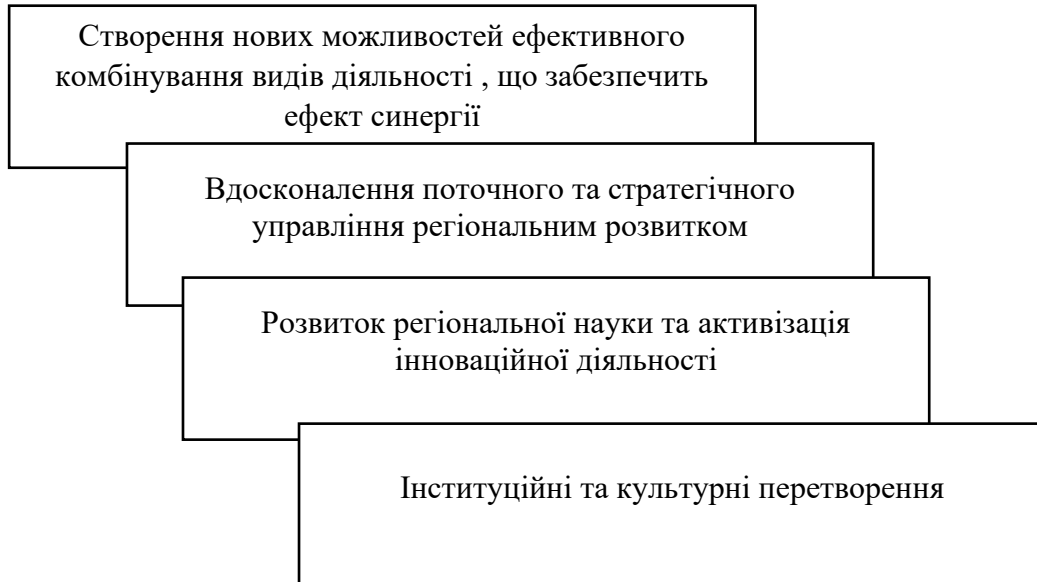 Створення нових можливостей ефективного
комбінування видів діяльності , що забезпечить
ефект синергії
Вдосконалення поточного та стратегічного
управління регіональним розвитком
Розвиток регіональної науки та активізація
інноваційної діяльності
Інституційні та культурні перетворення